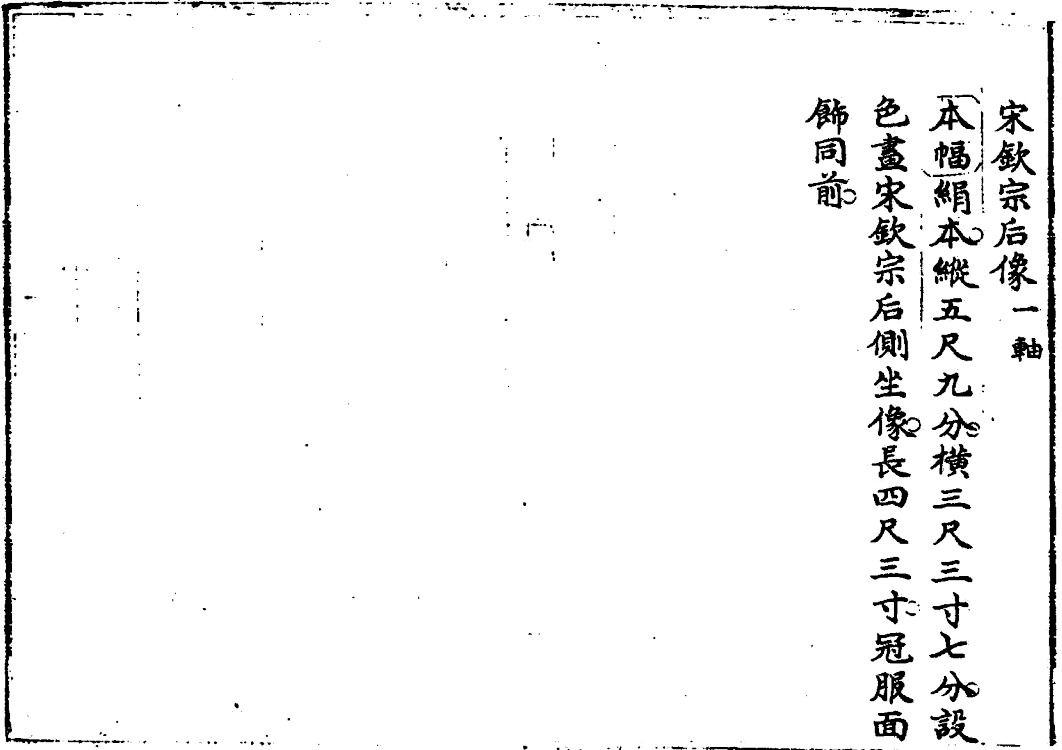 宋欽宗后像一軸
本幅絹本縱五尺九分橫三尺三寸七分設
色畫宋欽宗后側坐像長四尺三寸冠服面
飾同前